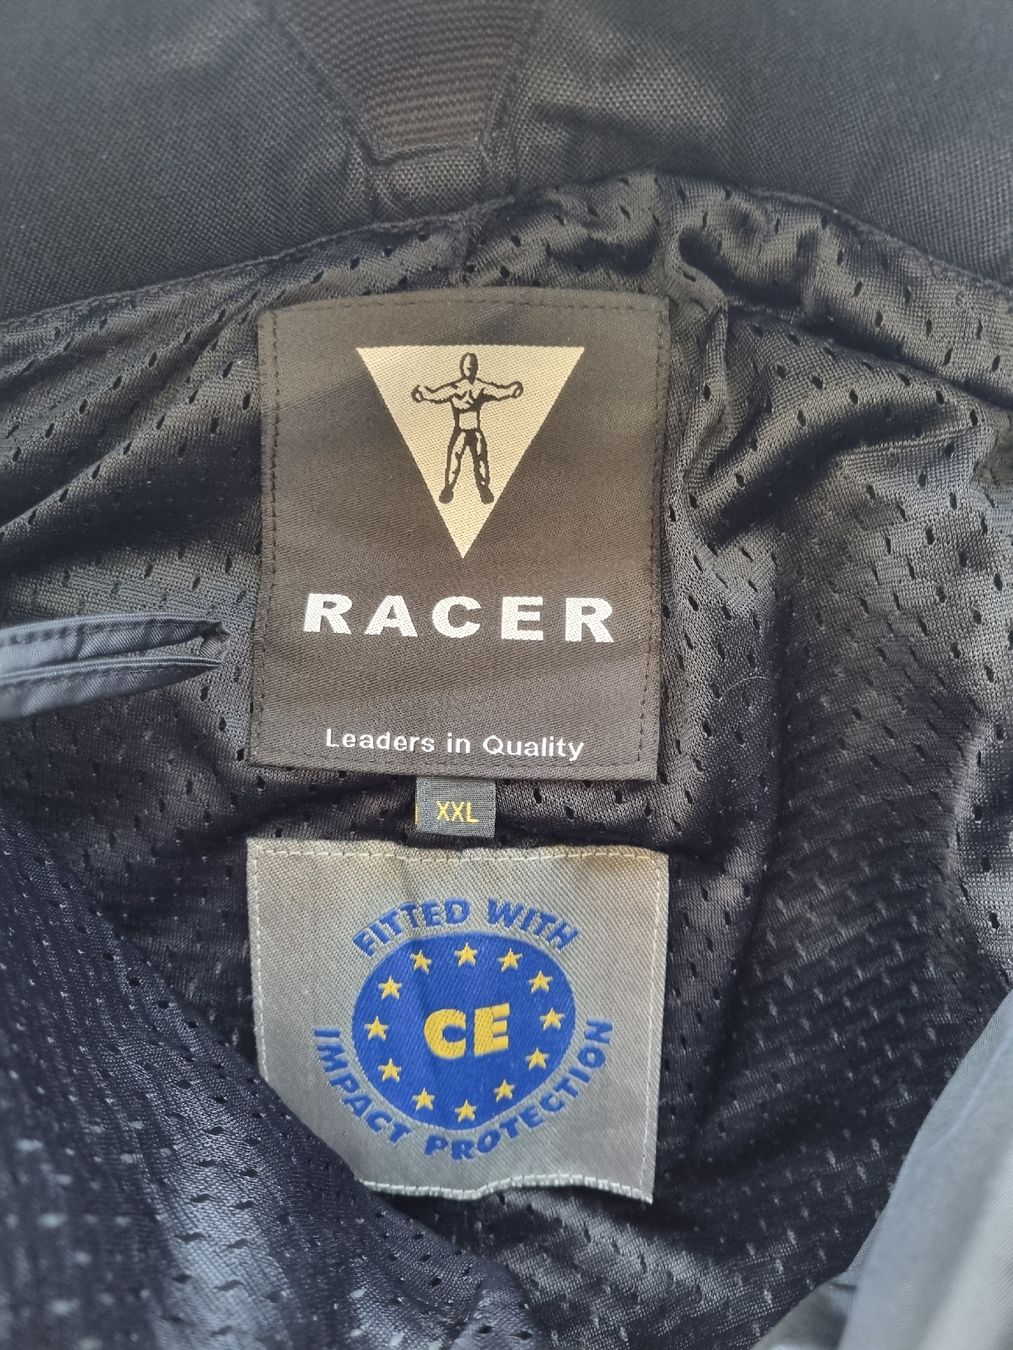 RACER
Leaders in Quality
XXL
FITTED WITH
CE
IMPACT PROTECTION